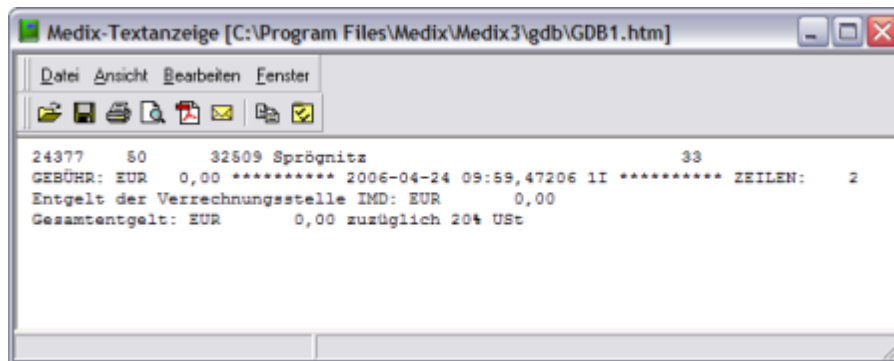 Medix-Textanzeige [C:\Program Files\Medix\Medix3\gdb\GDB1.htm]
Datei Ansicht Bearbeiten Fenster
24377 50 32509 Sprögnitz 33
GEBÜHR: EUR 0,00 ********** 2006-04-24 09:59,47206 1I ********** ZEILEN: 2
Entgelt der Verrechnungsstelle IMD: EUR 0,00
Gesamtentgelt: EUR 0,00 zuzüglich 20% USt